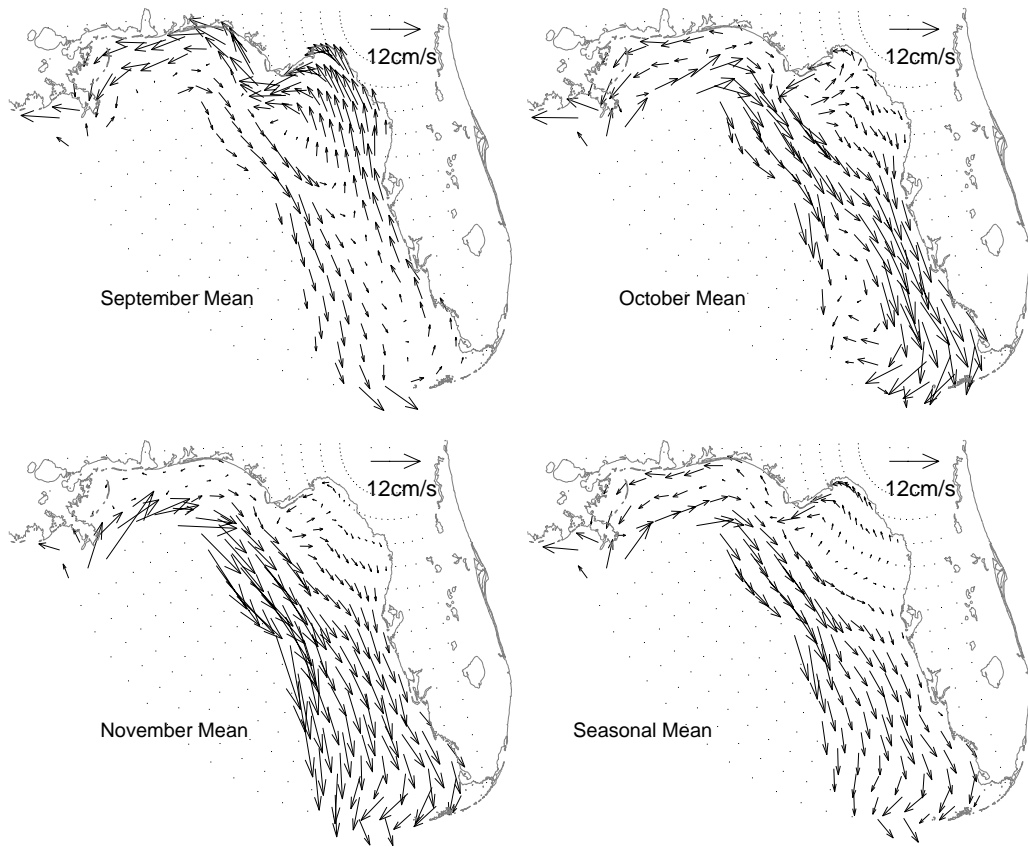 12cm/s
September Mean
12cm/s
October Mean
12cm/s
November Mean
12cm/s
Seasonal Mean